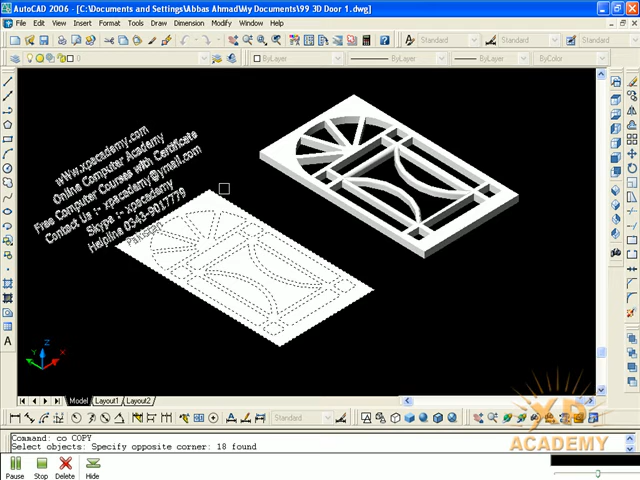 AutoCAD 2006 - [C:\Documents and Settings\Abbas Ahmad\My Documents\99 3D Door 1.dwg]
File Edit View Insert Format Tools Draw Dimension Modify Window Help
Standard Standard Standard
0 ByLayer ByLayer ByLayer ByColor
www.xpacademy.com
Online Computer Academy
Free Computer Courses with Certificate
Contact Us :- xpacademy@ymail.com
Skype :- xpacademy
Helpline 0343-9017779
Pakistan
Z
Y X
Model Layout1 Layout2
Standard
Command: co COPY
Select objects: Specify opposite corner: 18 found
XP
ACADEMY
Pause Stop Delete Hide